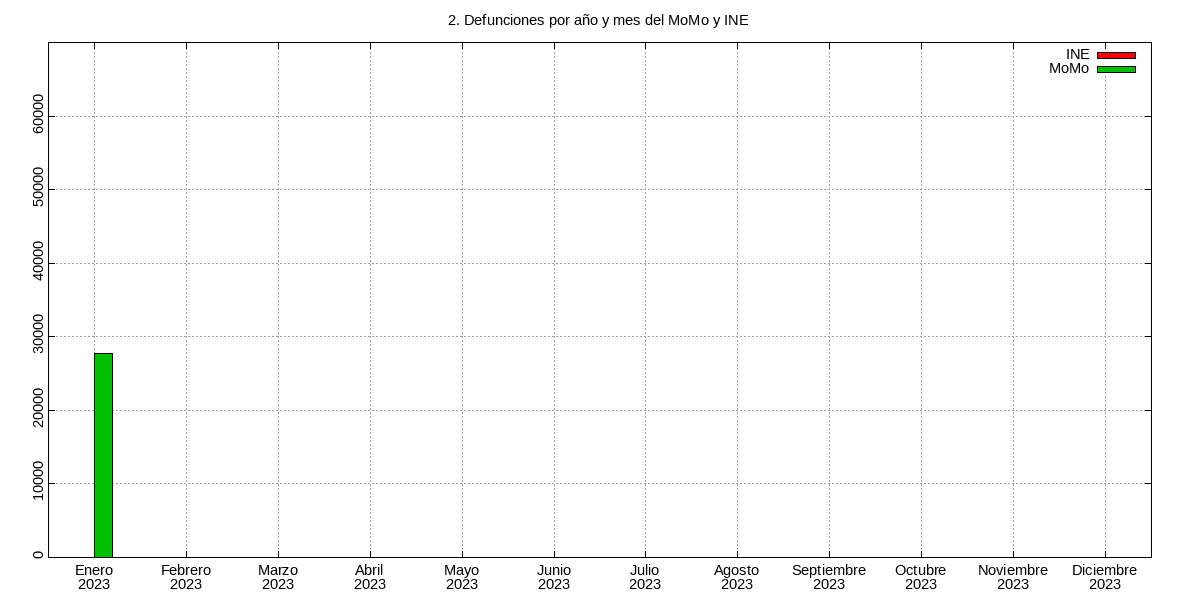 2. Defunciones por año y mes del MoMo y INE
INE
MoMo
60000
50000
40000
30000
20000
10000
0
Enero Febrero Marzo Abril Mayo Junio Julio Agosto Septiembre Octubre Noviembre Diciembre
2023 2023 2023 2023 2023 2023 2023 2023 2023 2023 2023 2023